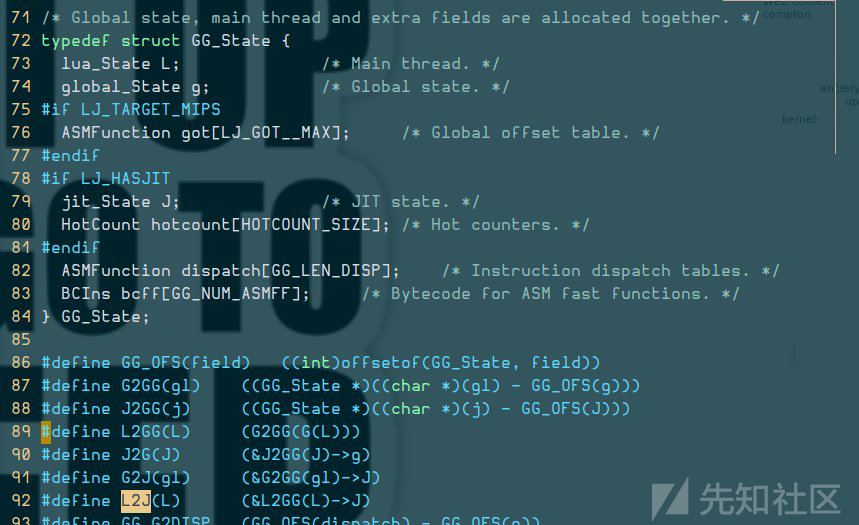 71 /* Global state, main thread and extra fields are allocated together. */
72 typedef struct GG_State {
73   lua_State L;              /* Main thread. */
74   global_State g;           /* Global state. */
75 #if LJ_TARGET_MIPS
76   ASMFunction got[LJ_GOT__MAX];     /* Global offset table. */
77 #endif
78 #if LJ_HASJIT
79   jit_State J;              /* JIT state. */
80   HotCount hotcount[HOTCOUNT_SIZE]; /* Hot counters. */
81 #endif
82   ASMFunction dispatch[GG_LEN_DISP];    /* Instruction dispatch tables. */
83   BCIns bcff[GG_NUM_ASMFF];     /* Bytecode for ASM fast functions. */
84 } GG_State;
85
86 #define GG_OFS(field)   ((int)offsetof(GG_State, field))
87 #define G2GG(gl)    ((GG_State *)((char *)(gl) - GG_OFS(g)))
88 #define J2GG(j)     ((GG_State *)((char *)(j) - GG_OFS(J)))
89 #define L2GG(L)     (G2GG(G(L)))
90 #define J2G(J)      (&J2GG(J)->g)
91 #define G2J(gl)     (&G2GG(gl)->J)
92 #define L2J(L)      (&L2GG(L)->J)
93 #define GG_G2DISP   (GG_OFS(dispatch) - GG_OFS(g))
compton
kernel:
up
UP
GO TO
先知社区